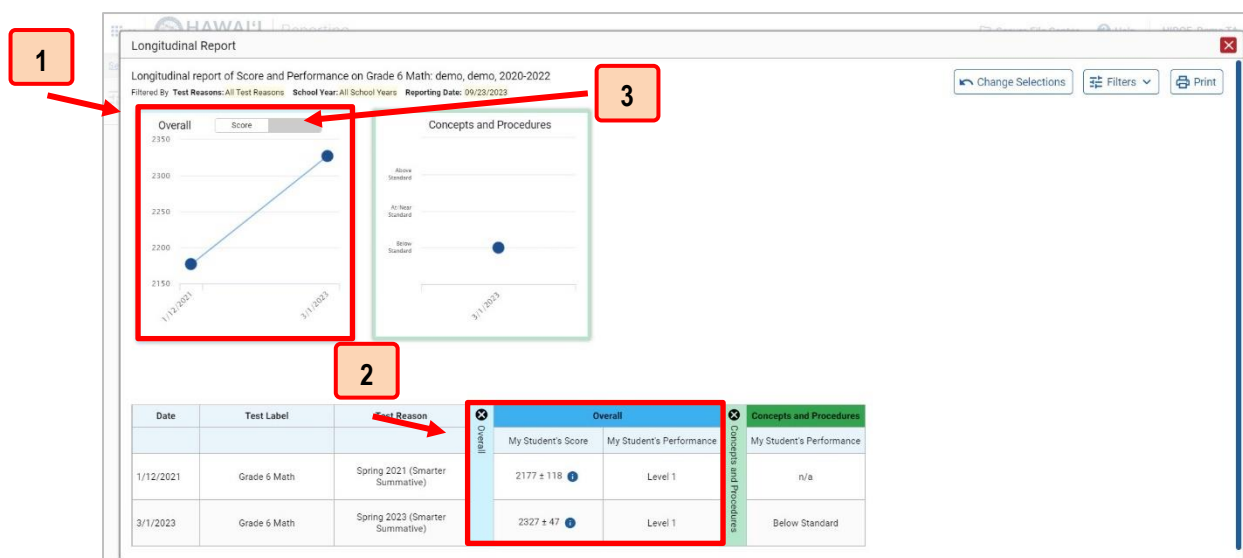 HAWAI'I Reporting
Secure File Center Help
Longitudinal Report
1
Longitudinal report of Score and Performance on Grade 6 Math: demo, demo, 2020-2022
Filtered By Test Reasons: All Test Reasons School Year: All School Years Reporting Date: 09/23/2023
Change Selections
Filters
Print
3
Overall
Score
2350
2300
2250
2200
2150
1/12/2021
3/1/2023
Concepts and Procedures
Above
Standard
At/Near
Standard
Below
Standard
3/1/2023
2
Date Test Label Test Reason Overall Overall Concepts and Procedures Concepts and Procedures
My Student's Score My Student's Performance My Student's Performance
1/12/2021 Grade 6 Math Spring 2021 (Smarter
Summative) 2177 ± 118 Level 1 n/a
3/1/2023 Grade 6 Math Spring 2023 (Smarter
Summative) 2327 ± 47 Level 1 Below Standard